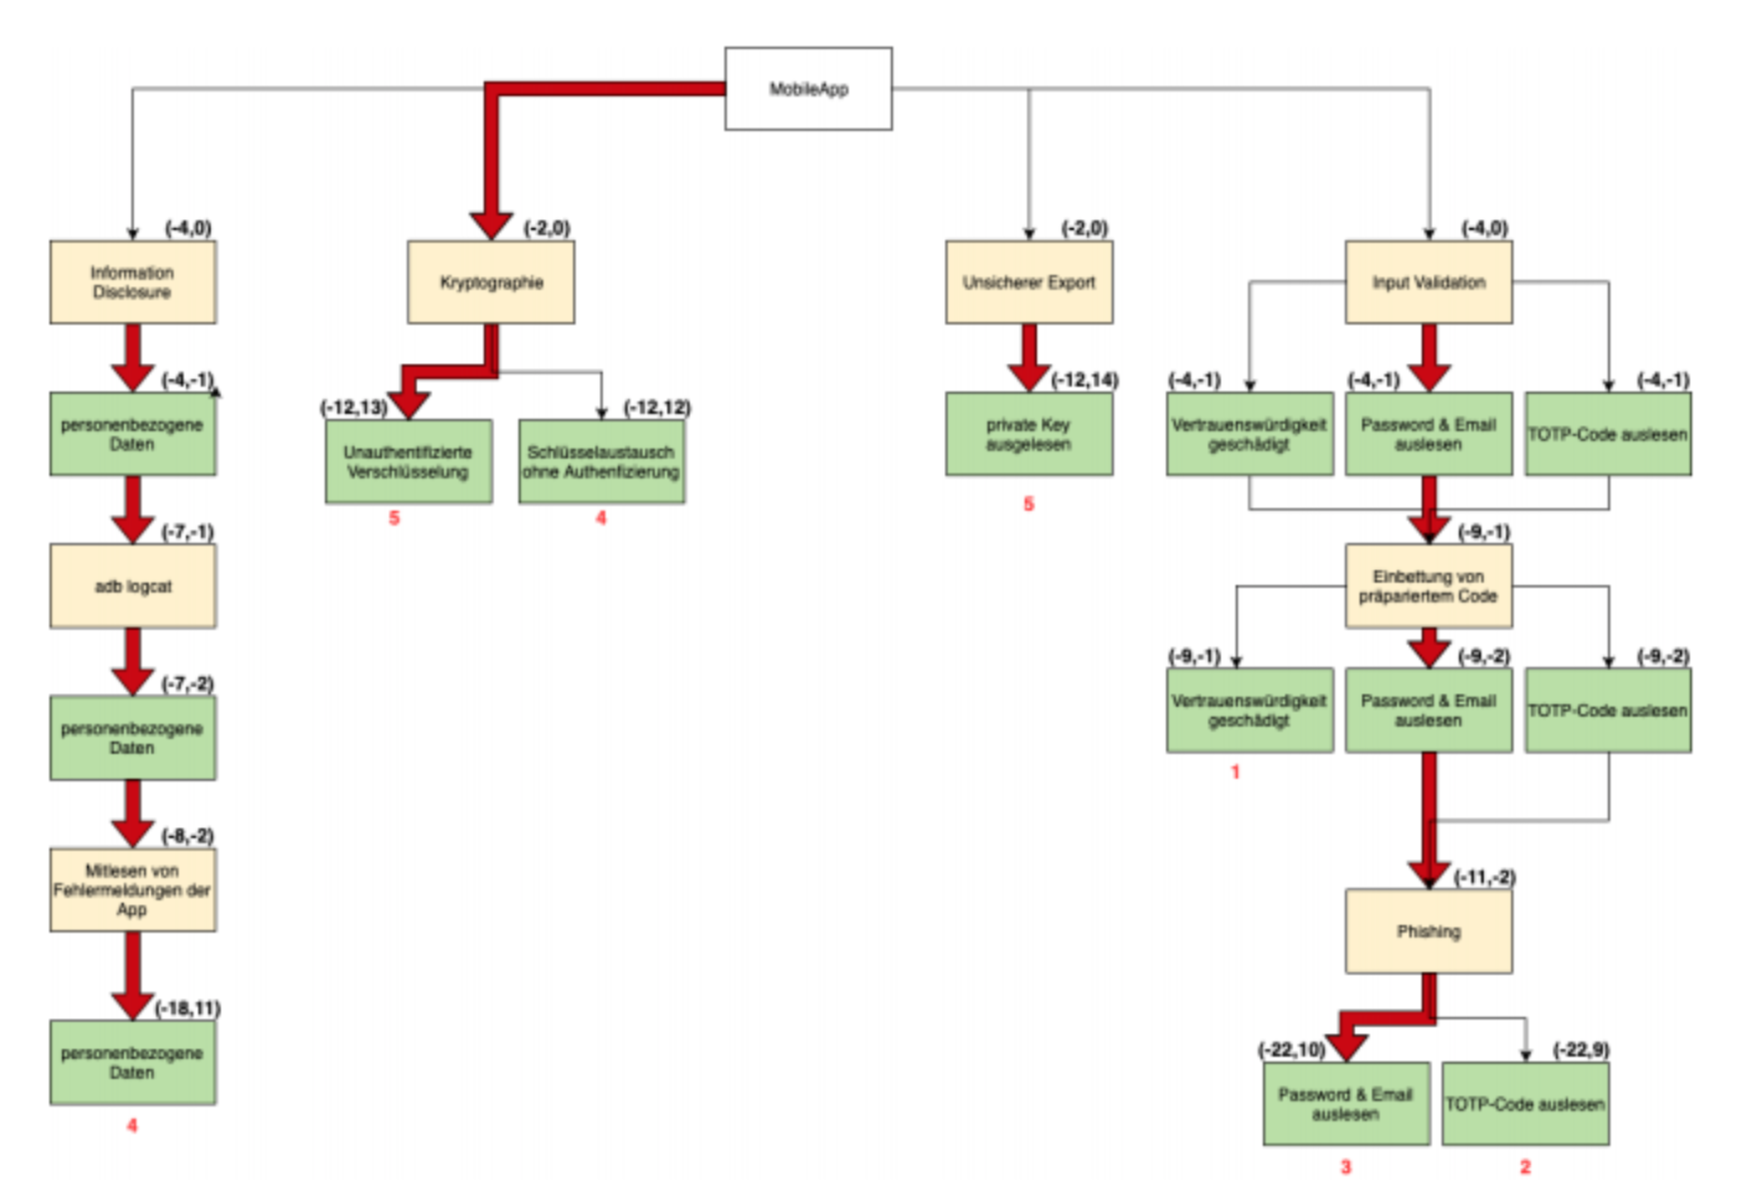 MobileApp
(-4,0)
(-2,0)
(-2,0)
(-4,0)
Information
Disclosure
Kryptographie
Unsicherer Export
Input Validation
(-4,-1)
(-12,13)
(-12,12)
(-12,14)
(-4,-1)
(-4,-1)
(-4,-1)
personenbezogene
Daten
Unauthentifizierte
Verschlüsselung
Schlüsselaustausch
ohne Authenfizierung
private Key
ausgelesen
Vertrauenswürdigkeit
geschädigt
Password & Email
auslesen
TOTP-Code auslesen
5
4
5
(-7,-1)
(-9,-1)
adb logcat
Einbettung von
präpariertem Code
(-7,-2)
(-9,-1)
(-9,-2)
(-9,-2)
personenbezogene
Daten
Vertrauenswürdigkeit
geschädigt
Password & Email
auslesen
TOTP-Code auslesen
1
(-8,-2)
(-11,-2)
Mitlesen von
Fehlermeldungen der
App
Phishing
(-18,11)
(-22,10)
(-22,9)
personenbezogene
Daten
Password & Email
auslesen
TOTP-Code auslesen
4
3
2